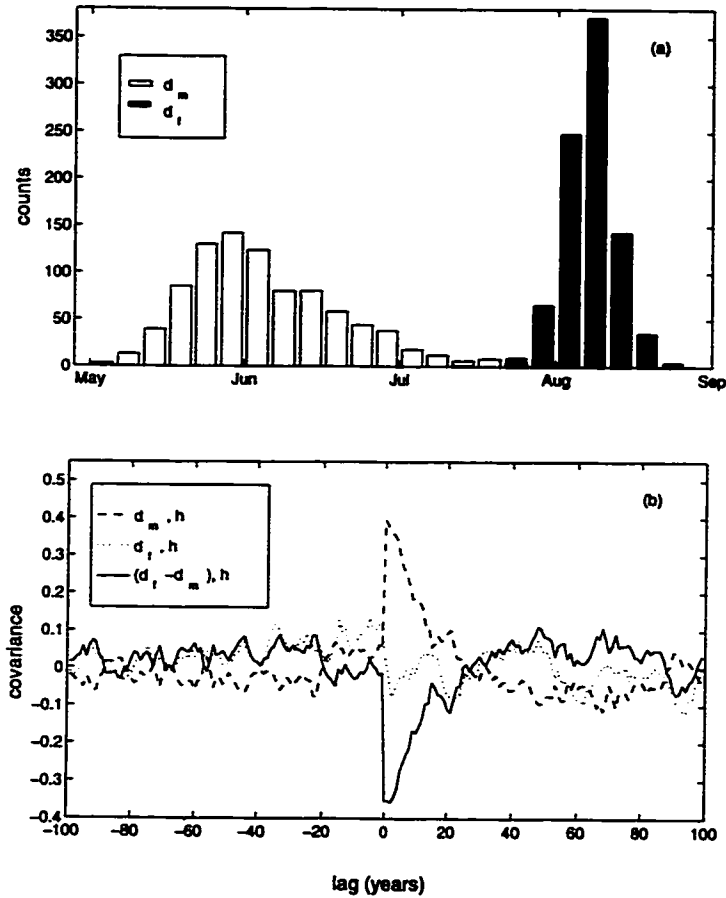 (a)
d m
d f
counts
350
300
250
200
150
100
50
0
May Jun Jul Aug Sep
(b)
d m , h
d f , h
(d f - d m ), h
covariance
0.5
0.4
0.3
0.2
0.1
0
-0.1
-0.2
-0.3
-0.4
-100 -80 -60 -40 -20 0 20 40 60 80 100
lag (years)